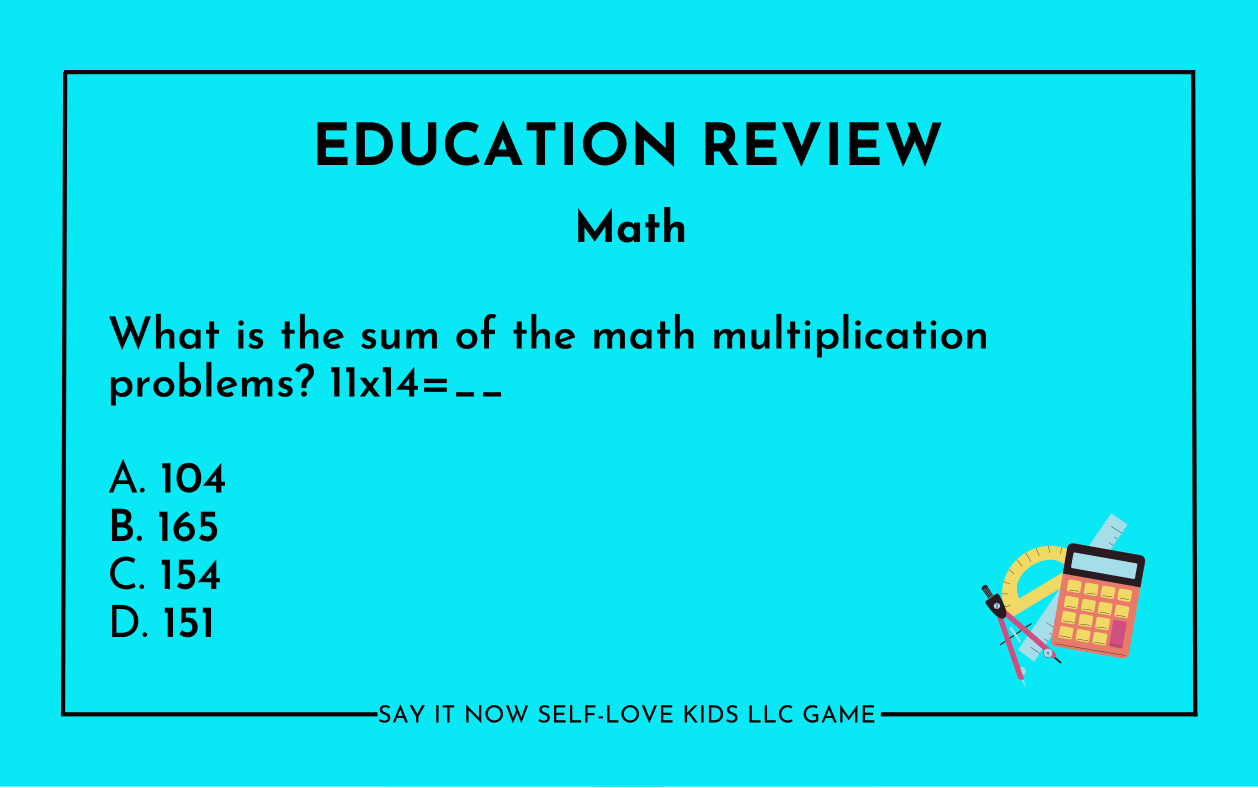 EDUCATION REVIEW
Math
What is the sum of the math multiplication
problems? 11x14=__
A. 104
B. 165
C. 154
D. 151
SAY IT NOW SELF-LOVE KIDS LLC GAME